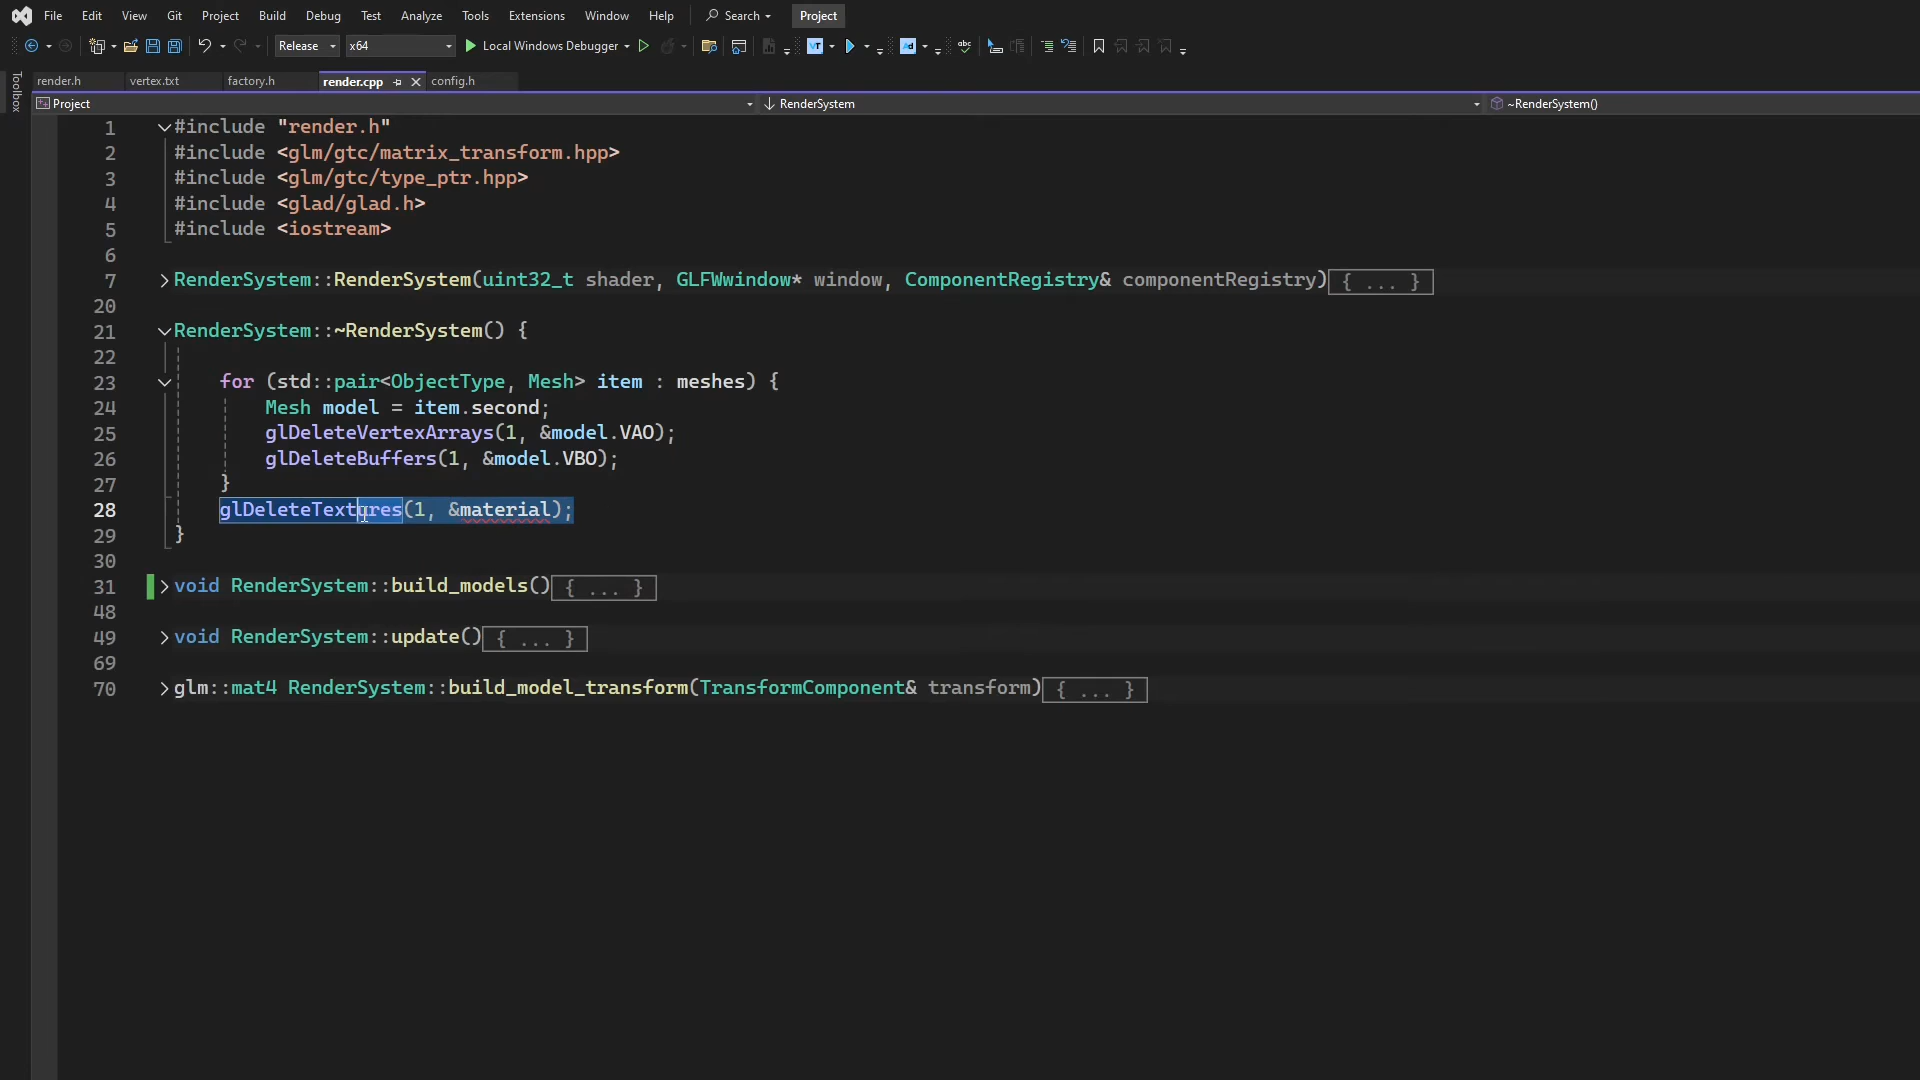 File Edit View Git Project Build Debug Test Analyze Tools Extensions Window Help Search Project
Release x64 Local Windows Debugger
Toolbox
render.h vertex.txt factory.h render.cpp config.h
Project RenderSystem ~RenderSystem()
1 #include "render.h"
2 #include <glm/gtc/matrix_transform.hpp>
3 #include <glm/gtc/type_ptr.hpp>
4 #include <glad/glad.h>
5 #include <iostream>
6
7 RenderSystem::RenderSystem(uint32_t shader, GLFWwindow* window, ComponentRegistry& componentRegistry){ ... }
20
21 RenderSystem::~RenderSystem() {
22
23 for (std::pair<ObjectType, Mesh> item : meshes) {
24 Mesh model = item.second;
25 glDeleteVertexArrays(1, &model.VAO);
26 glDeleteBuffers(1, &model.VBO);
27 }
28 glDeleteTextures(1, &material);
29 }
30
31 void RenderSystem::build_models(){ ... }
48
49 void RenderSystem::update(){ ... }
69
70 glm::mat4 RenderSystem::build_model_transform(TransformComponent& transform){ ... }